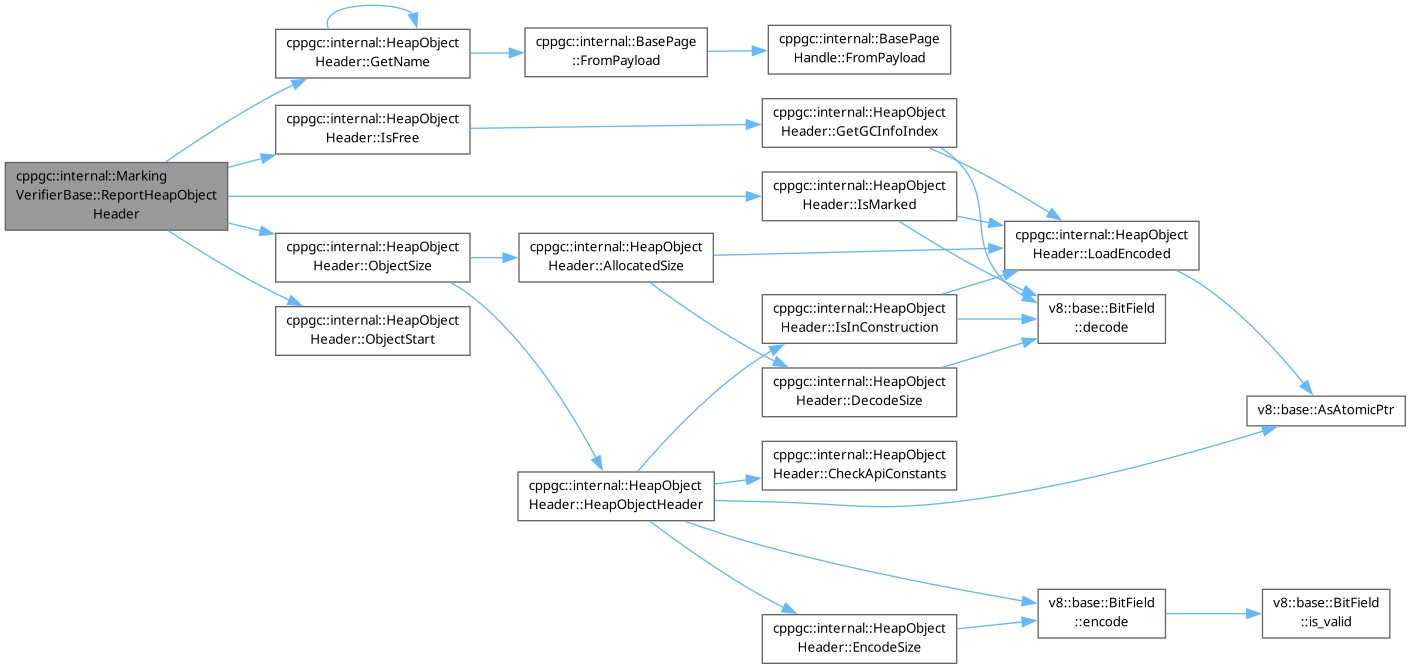 cppgc::internal::Marking
VerifierBase::ReportHeapObject
Header
cppgc::internal::HeapObject
Header::GetName
cppgc::internal::BasePage
::FromPayload
cppgc::internal::BasePage
Handle::FromPayload
cppgc::internal::HeapObject
Header::IsFree
cppgc::internal::HeapObject
Header::GetGCInfoIndex
cppgc::internal::HeapObject
Header::IsMarked
cppgc::internal::HeapObject
Header::LoadEncoded
cppgc::internal::HeapObject
Header::ObjectSize
cppgc::internal::HeapObject
Header::AllocatedSize
cppgc::internal::HeapObject
Header::IsInConstruction
v8::base::BitField
::decode
cppgc::internal::HeapObject
Header::ObjectStart
cppgc::internal::HeapObject
Header::DecodeSize
v8::base::AsAtomicPtr
cppgc::internal::HeapObject
Header::CheckApiConstants
cppgc::internal::HeapObject
Header::HeapObjectHeader
v8::base::BitField
::encode
v8::base::BitField
::is_valid
cppgc::internal::HeapObject
Header::EncodeSize